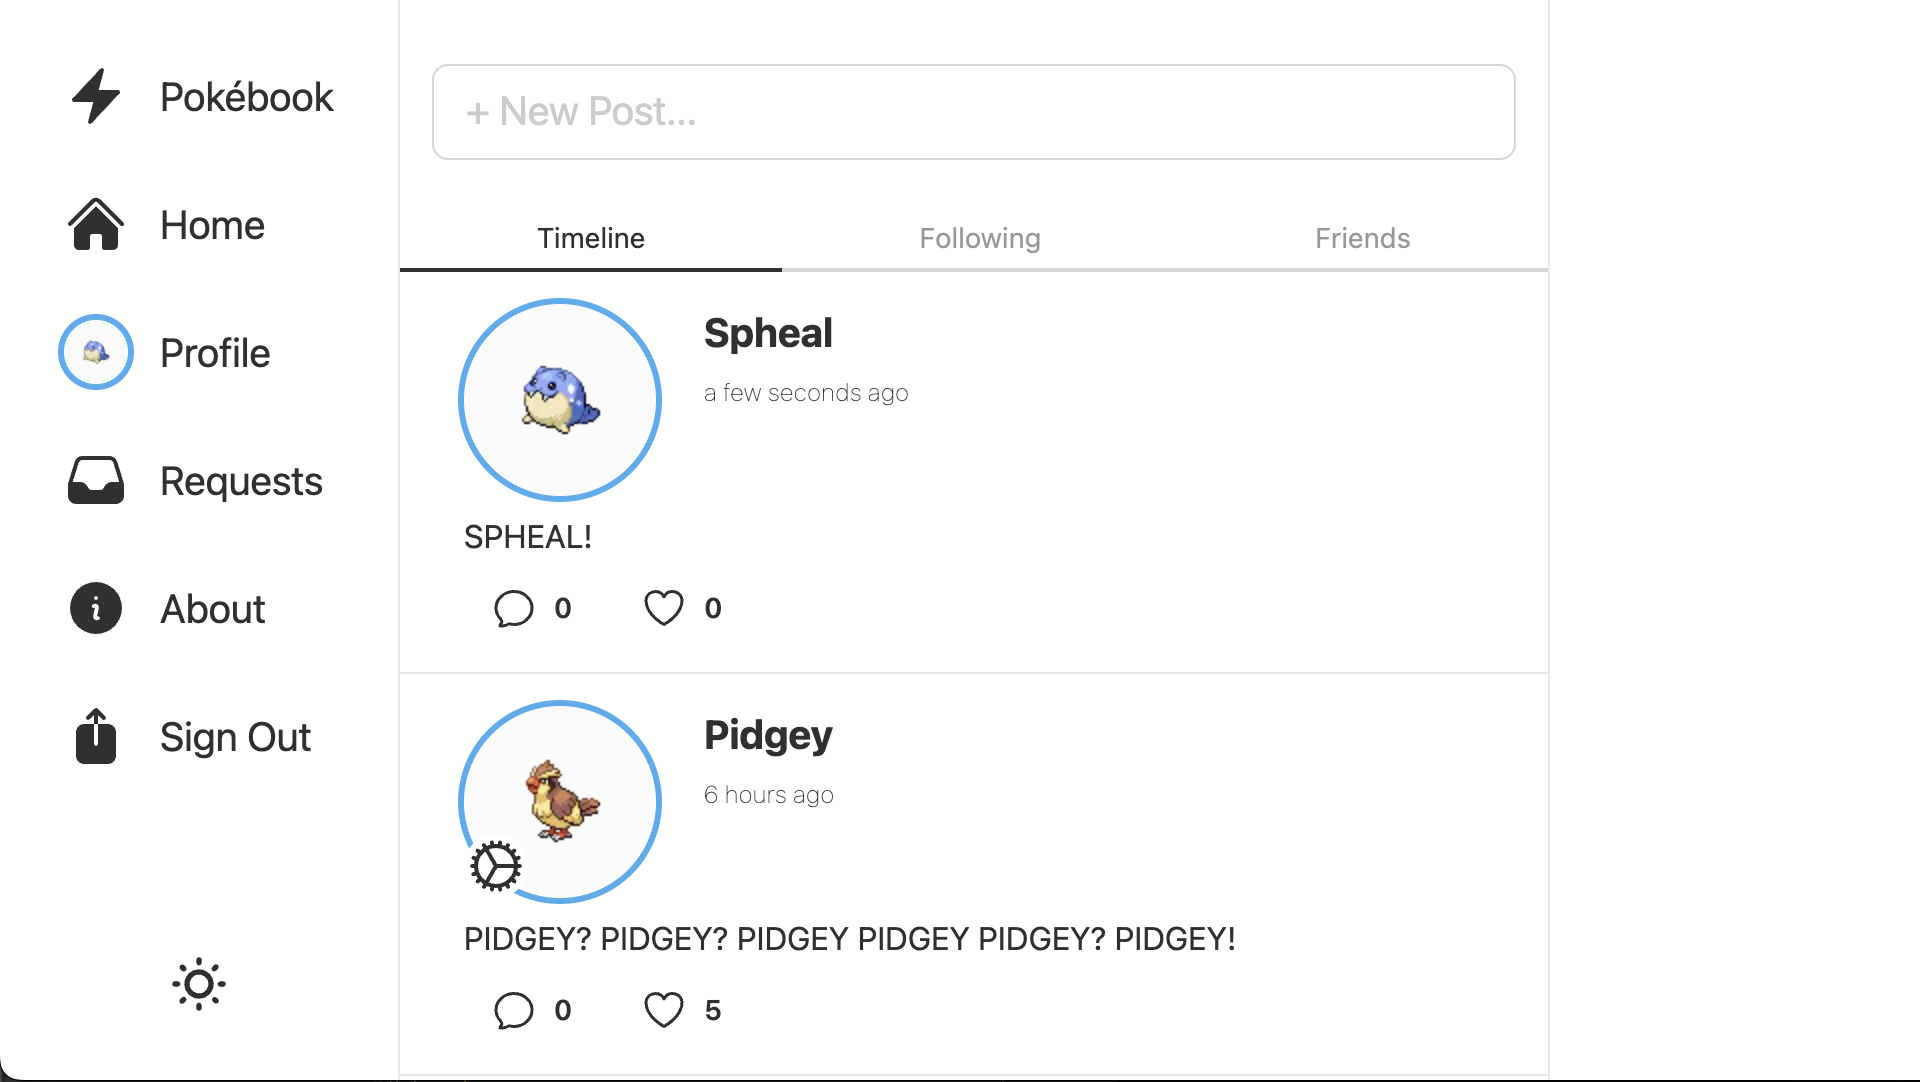 Pokébook
Home
Profile
Requests
About
Sign Out
+ New Post...
Timeline
Following
Friends
Spheal
a few seconds ago
SPHEAL!
0
0
Pidgey
6 hours ago
PIDGEY? PIDGEY? PIDGEY PIDGEY PIDGEY? PIDGEY!
0
5